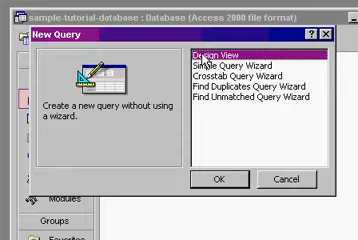 sample-tutorial-database : Database (Access 2000 file format)
New Query
Design View
Simple Query Wizard
Crosstab Query Wizard
Find Duplicates Query Wizard
Find Unmatched Query Wizard
Create a new query without using
a wizard.
OK
Cancel
Modules
Groups
Favorites